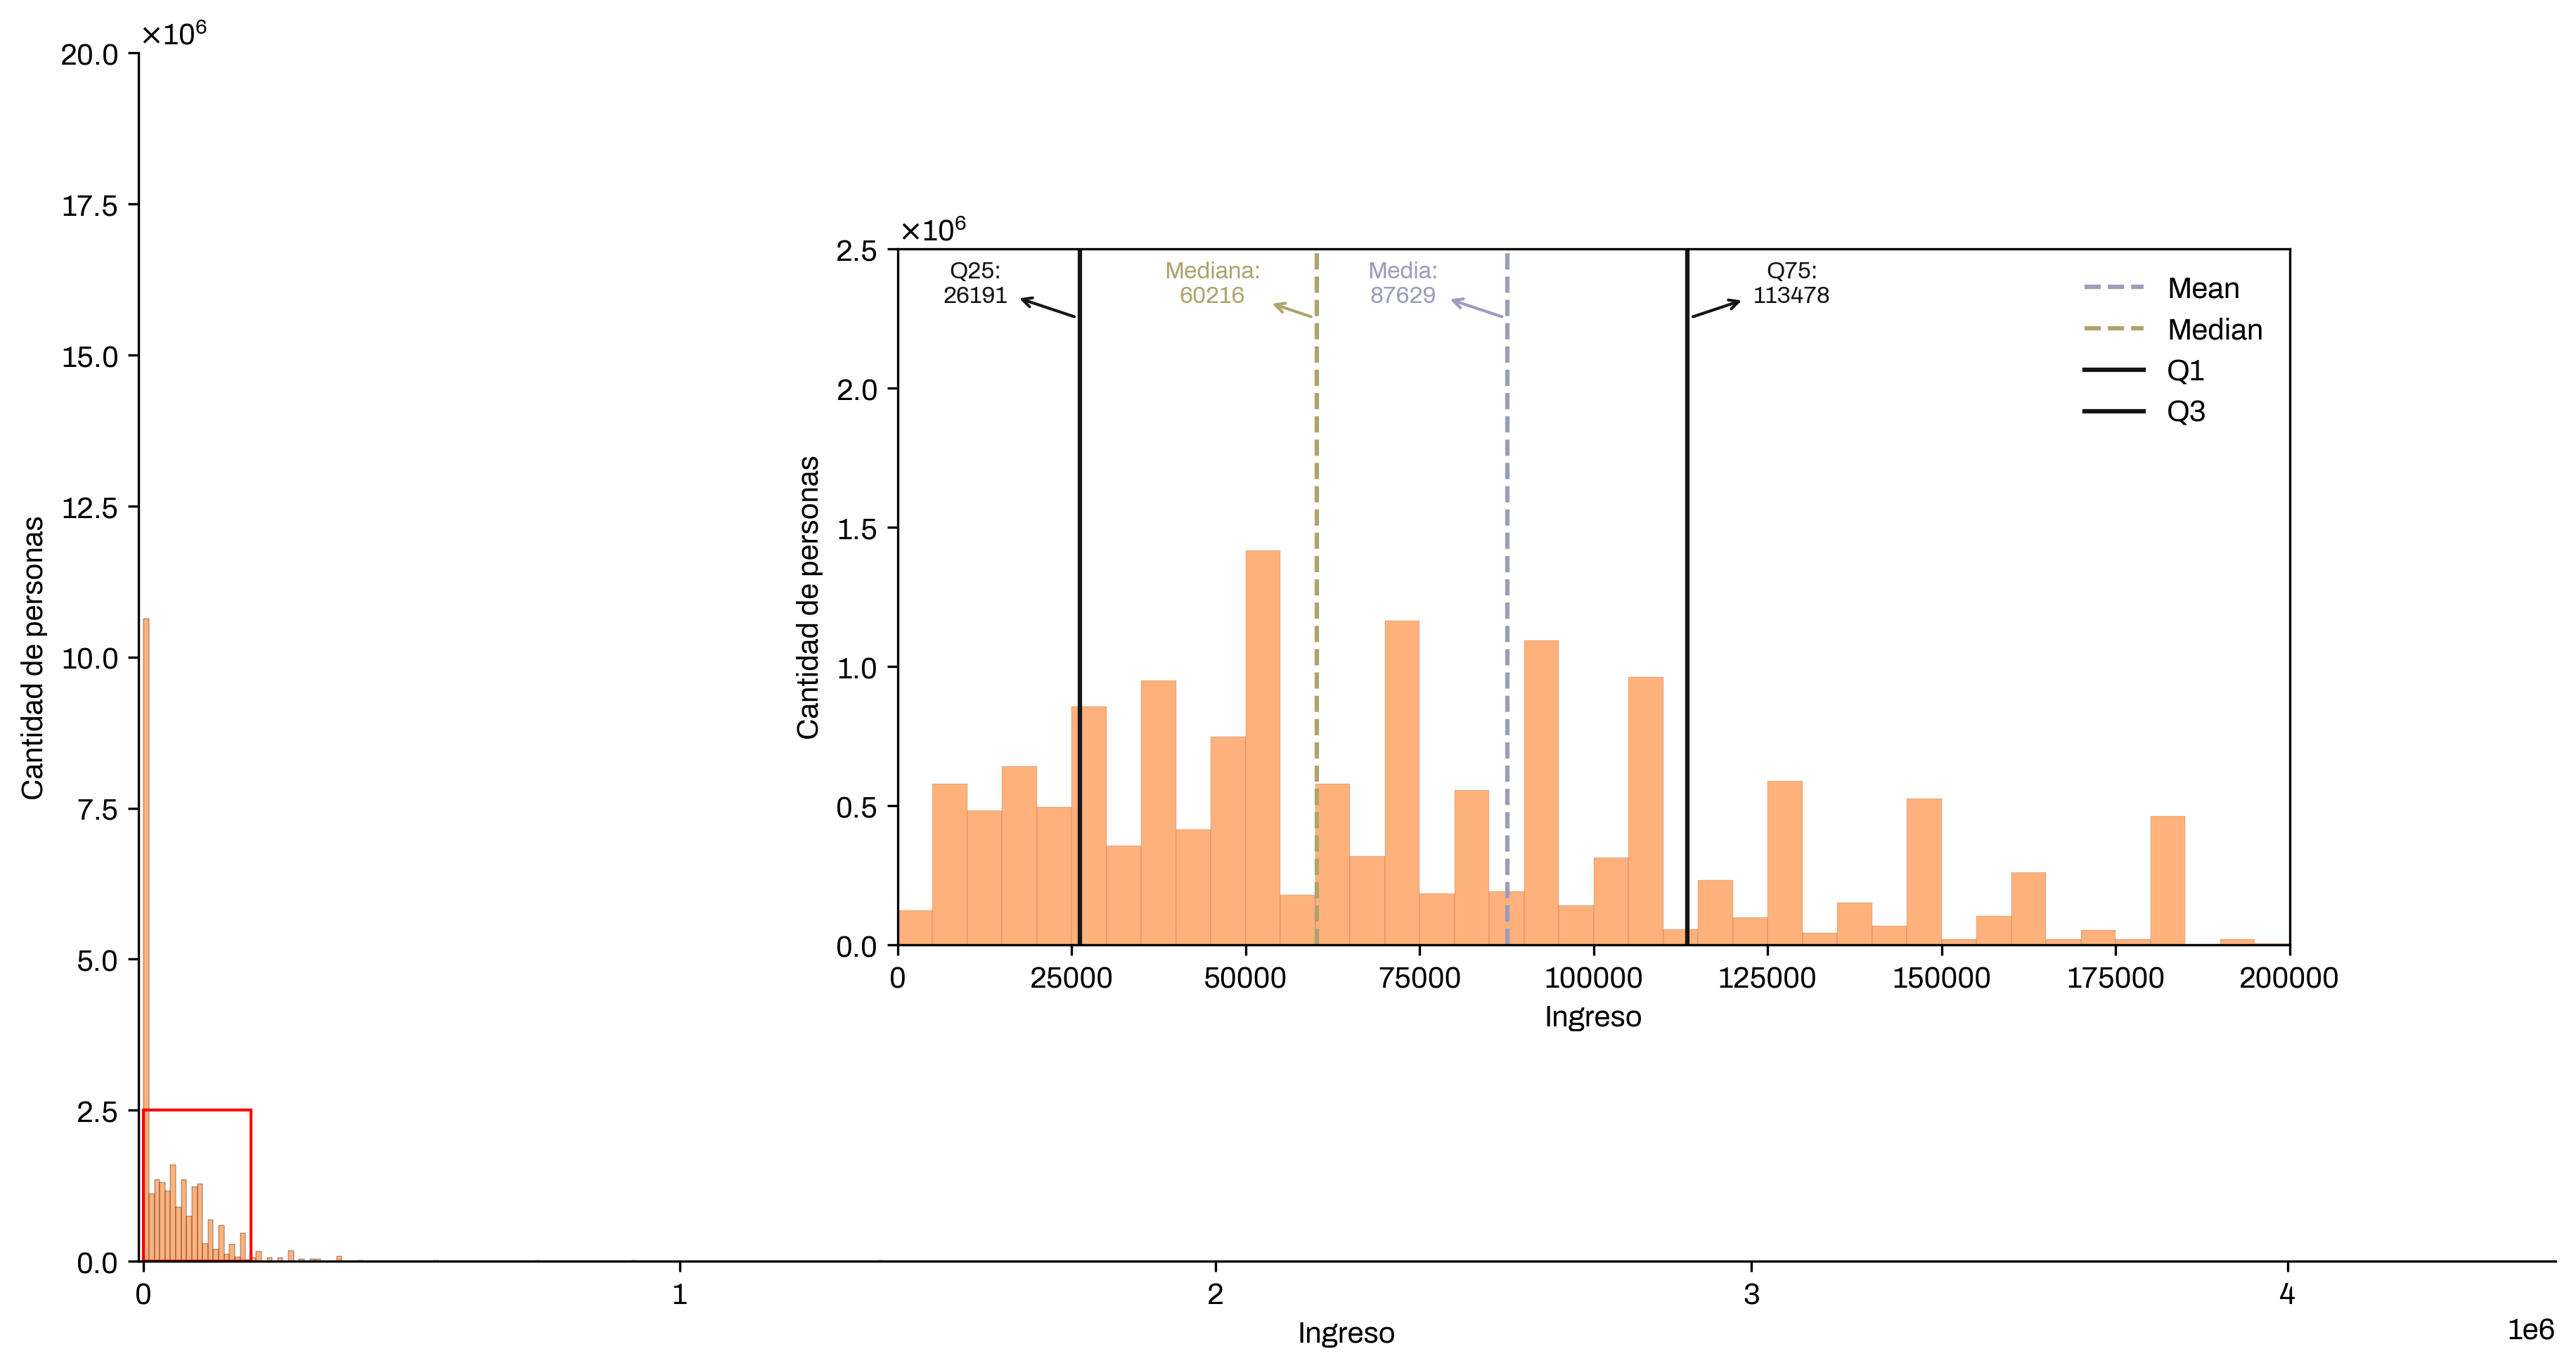 ×10⁶
20.0
17.5
15.0
12.5
10.0
7.5
5.0
2.5
0.0
Cantidad de personas
0 1 2 3 4
1e6
Ingreso
×10⁶
2.5
2.0
1.5
1.0
0.5
0.0
Cantidad de personas
Q25:
26191
Mediana:
60216
Media:
87629
Q75:
113478
Mean
Median
Q1
Q3
0 25000 50000 75000 100000 125000 150000 175000 200000
Ingreso